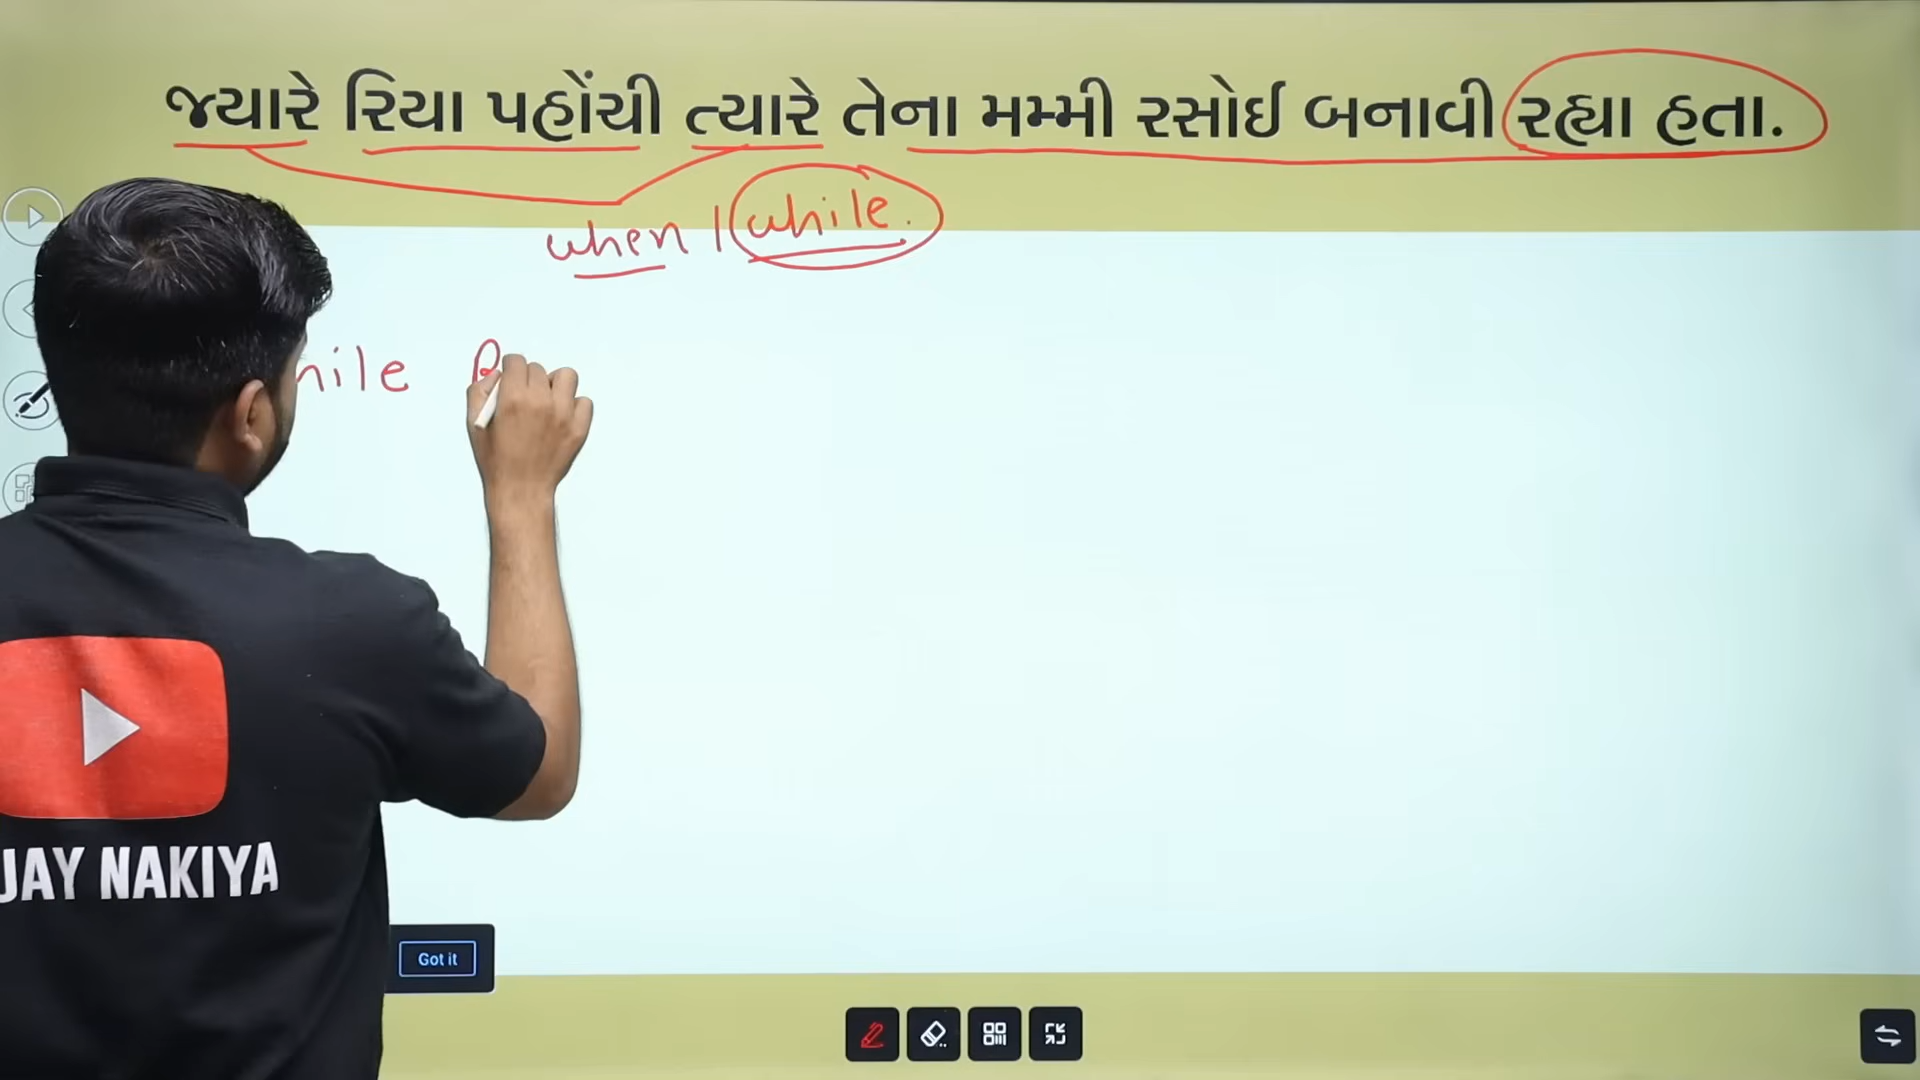 જ્યારે રિયા પહોંચી ત્યારે તેના મમ્મી રસોઈ બનાવી રહ્યા હતા.
when / while.
hile R
JAY NAKIYA
Got it